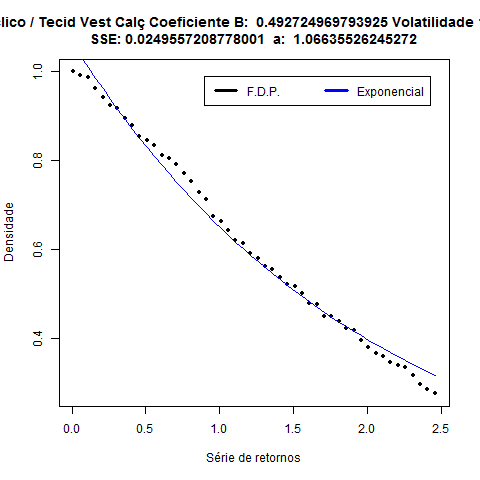 / Tecid Vest Calç Coeficiente B: 0.492724969793925 Volatilidade
SSE: 0.0249557208778001 a: 1.06635526245272
F.D.P. Exponencial
Densidade
1.0
0.8
0.6
0.4
0.0 0.5 1.0 1.5 2.0 2.5
Série de retornos